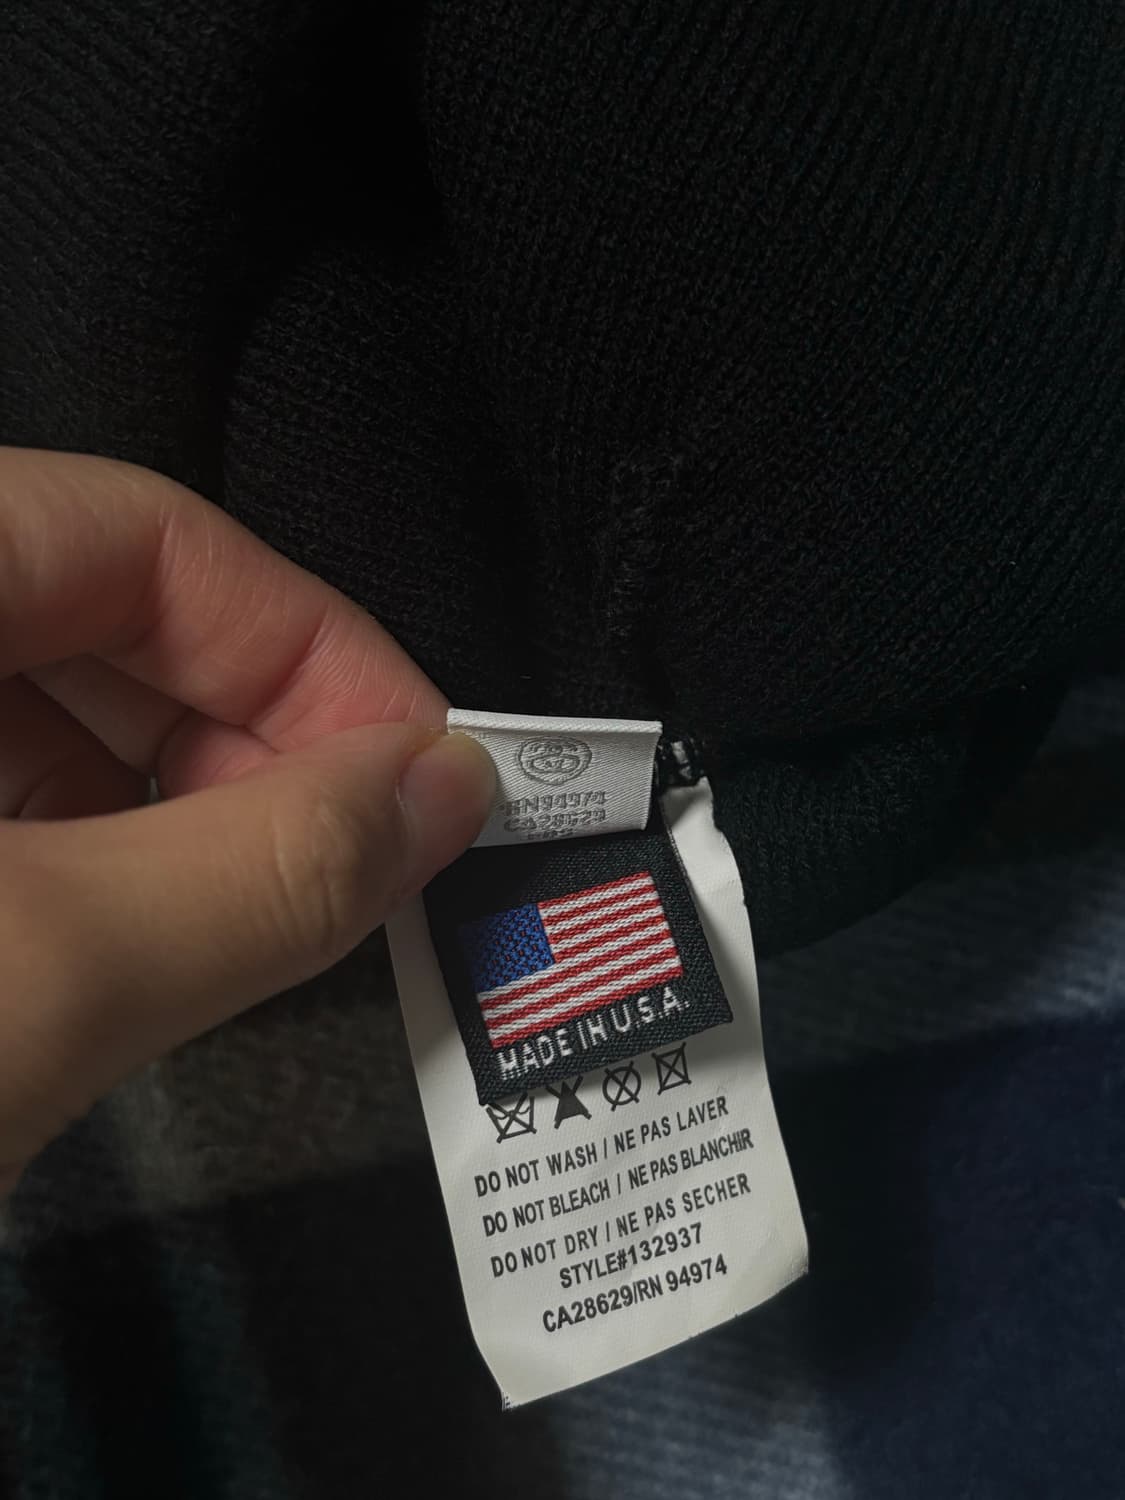 RN94974
CA28629
MADE IN U.S.A.
DO NOT WASH / NE PAS LAVER
DO NOT BLEACH / NE PAS BLANCHIR
DO NOT DRY / NE PAS SECHER
STYLE#132937
CA28629/RN 94974